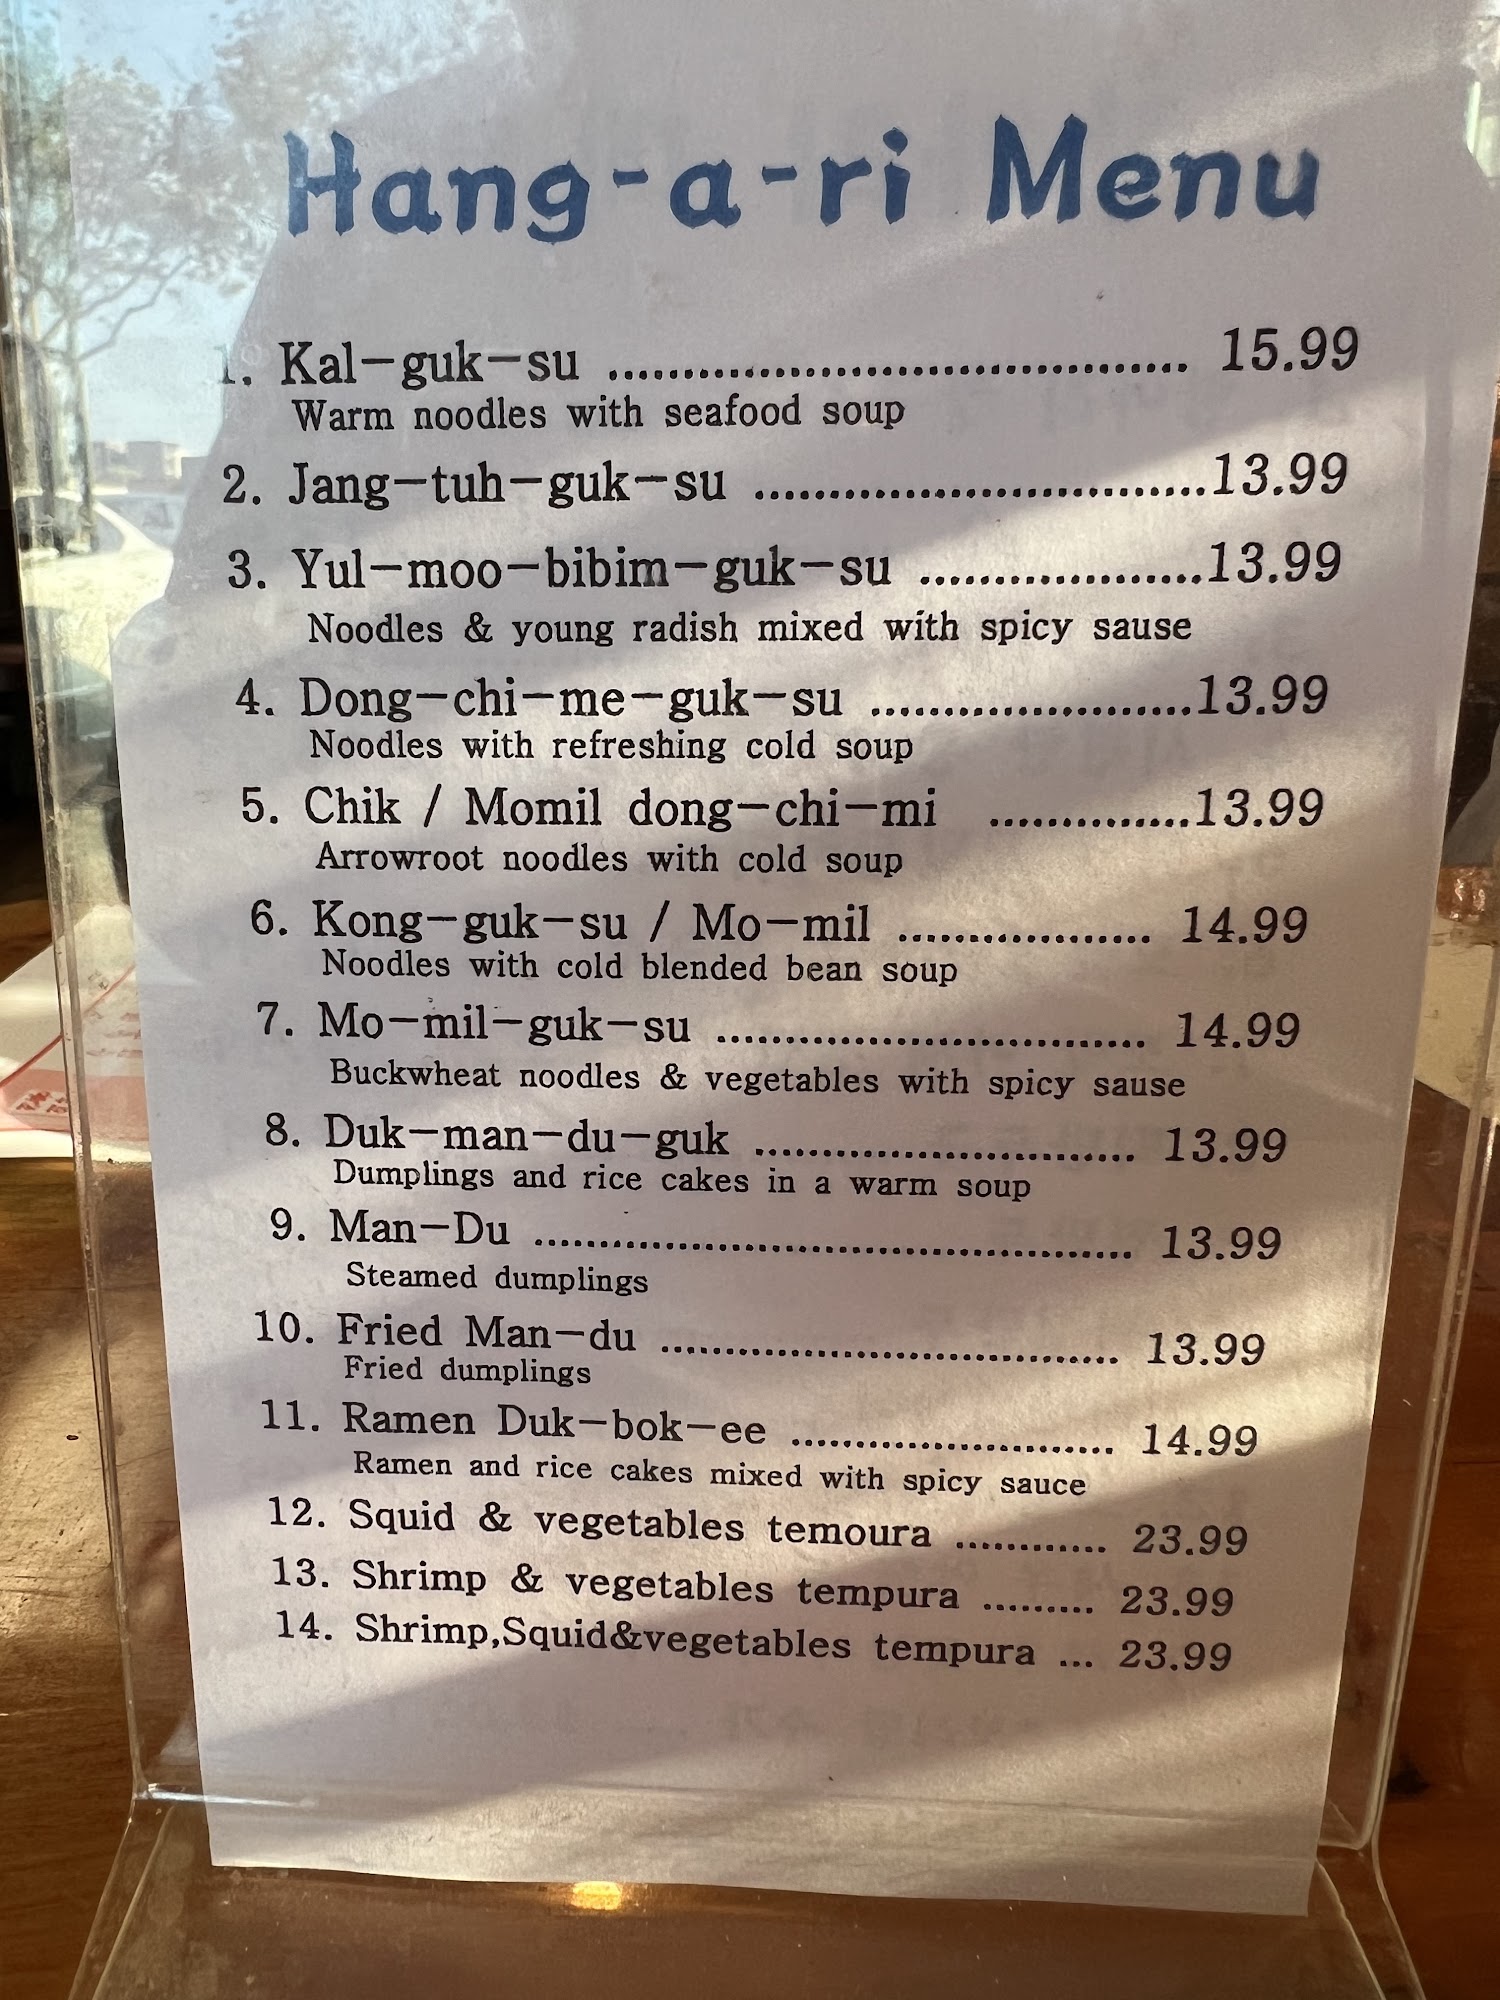 Hang-a-ri Menu
1. Kal-guk-su ....................................... 15.99
Warm noodles with seafood soup
2. Jang-tuh-guk-su ...............................13.99
3. Yul-moo-bibim-guk-su ...................13.99
Noodles & young radish mixed with spicy sause
4. Dong-chi-me-guk-su ......................13.99
Noodles with refreshing cold soup
5. Chik / Momil dong-chi-mi ..............13.99
Arrowroot noodles with cold soup
6. Kong-guk-su / Mo-mil .................. 14.99
Noodles with cold blended bean soup
7. Mo-mil-guk-su ............................... 14.99
Buckwheat noodles & vegetables with spicy sause
8. Duk-man-du-guk ............................ 13.99
Dumplings and rice cakes in a warm soup
9. Man-Du ............................................. 13.99
Steamed dumplings
10. Fried Man-du ................................... 13.99
Fried dumplings
11. Ramen Duk-bok-ee ......................... 14.99
Ramen and rice cakes mixed with spicy sauce
12. Squid & vegetables temoura ............ 23.99
13. Shrimp & vegetables tempura ......... 23.99
14. Shrimp,Squid&vegetables tempura ... 23.99